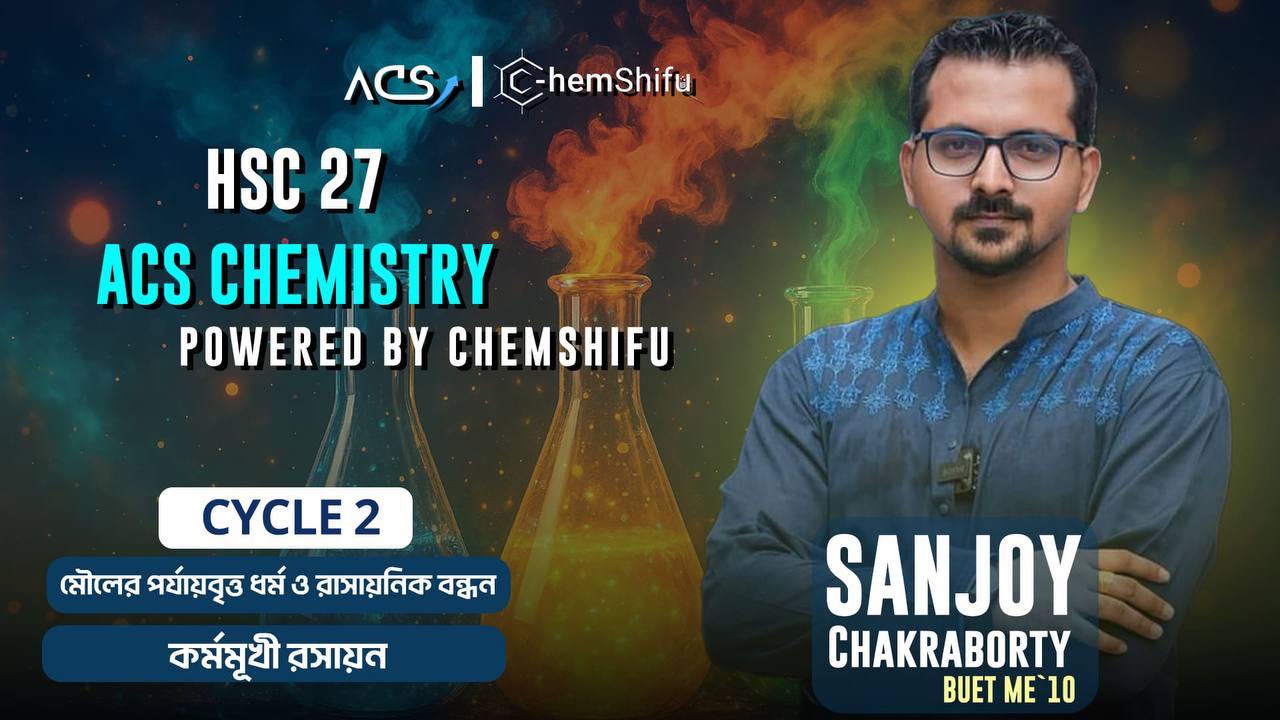 ACS | C-hemShifu
HSC 27
ACS CHEMISTRY
POWERED BY CHEMSHIFU
CYCLE 2
মৌলের পর্যায়বৃত্ত ধর্ম ও রাসায়নিক বন্ধন
কর্মমূখী রসায়ন
SANJOY
CHAKRABORTY
BUET ME`10